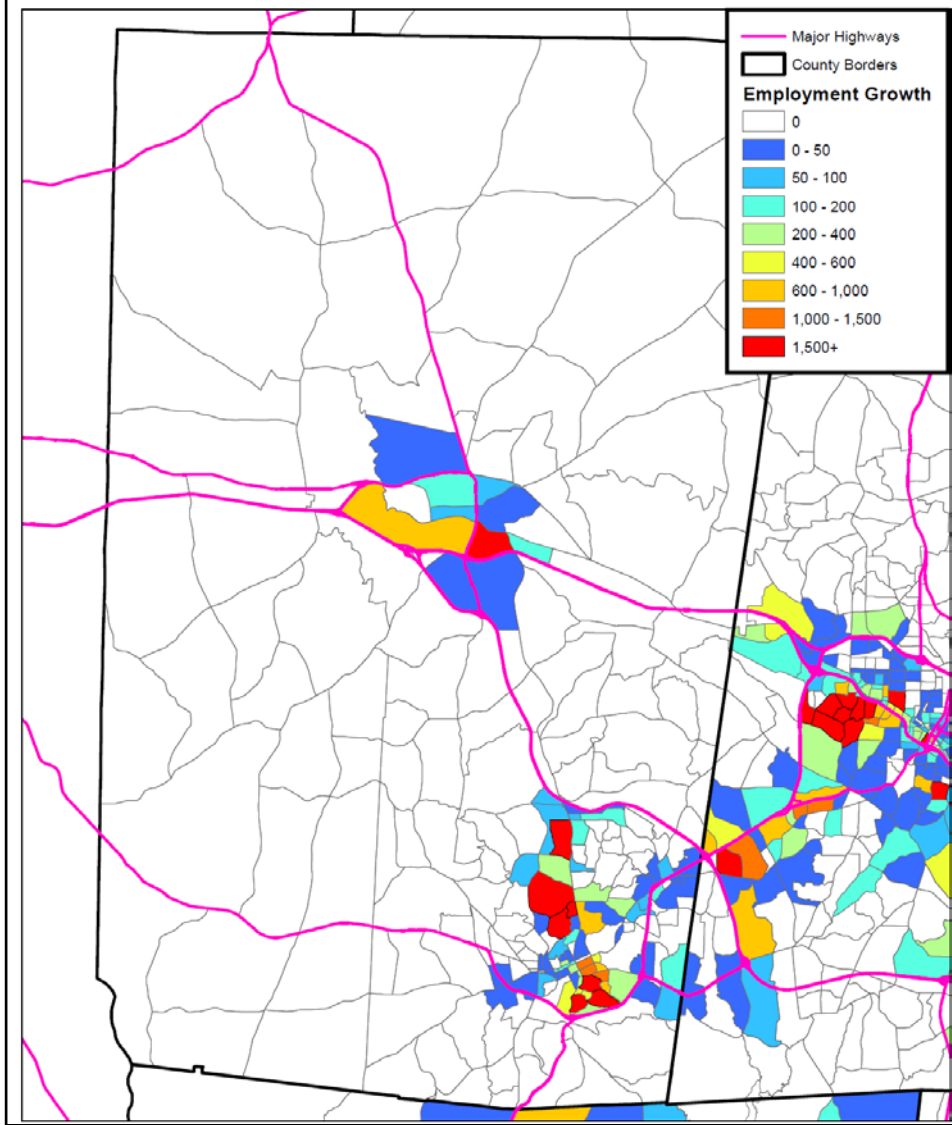 Major Highways
County Borders
Employment Growth
0
0 - 50
50 - 100
100 - 200
200 - 400
400 - 600
600 - 1,000
1,000 - 1,500
1,500+